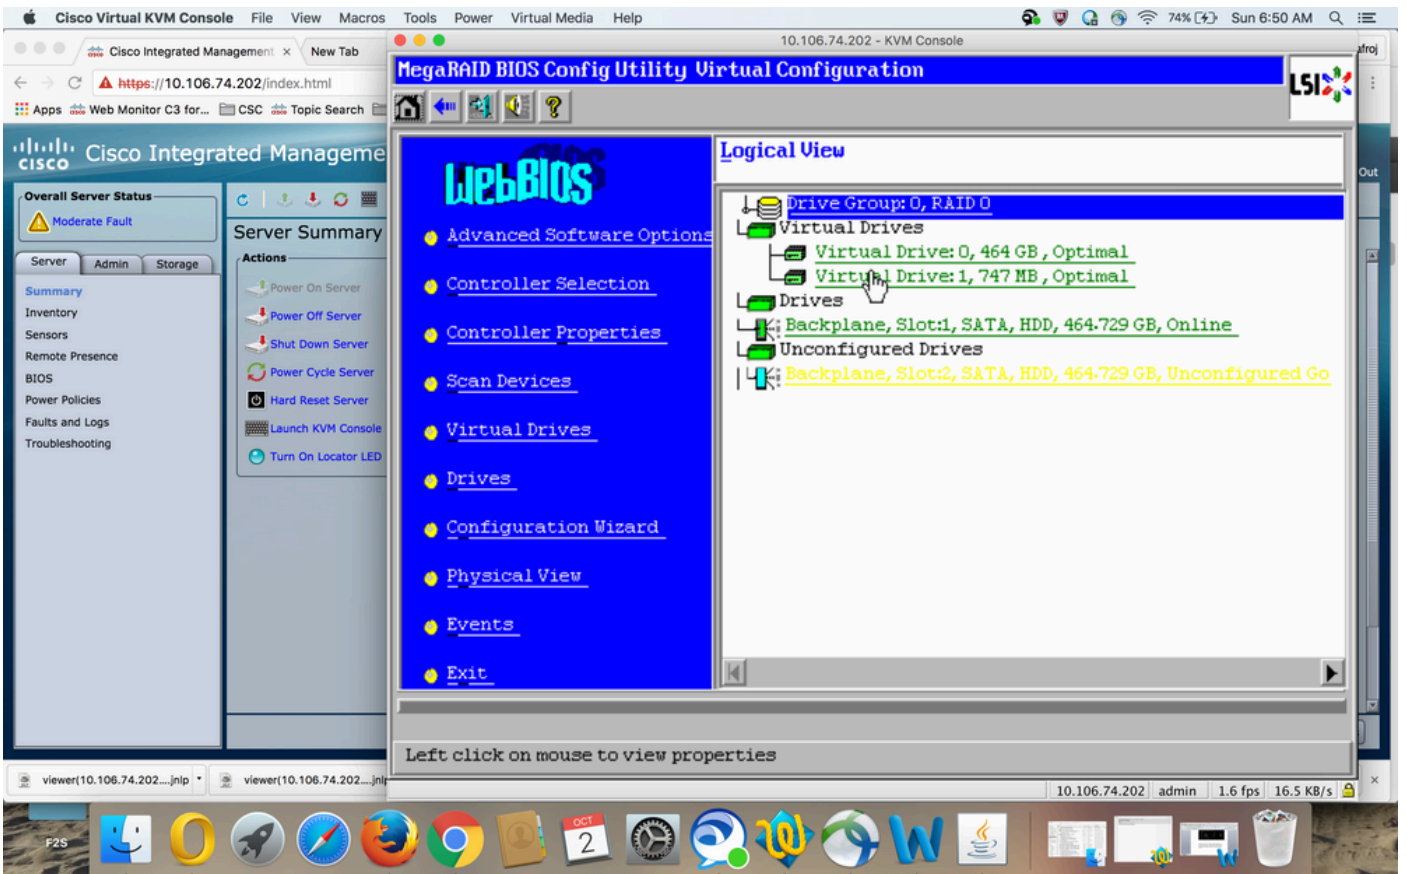 Cisco Virtual KVM Console File View Macros Tools Power Virtual Media Help 74% Sun 6:50 AM
Cisco Integrated Management × New Tab
10.106.74.202 - KVM Console
https://10.106.74.202/index.html
Apps Web Monitor C3 for... CSC Topic Search
MegaRAID BIOS Config Utility Virtual Configuration
LSI
cisco Cisco Integrated Manageme
Out
Overall Server Status
Moderate Fault
Server Admin Storage
Summary
Inventory
Sensors
Remote Presence
BIOS
Power Policies
Faults and Logs
Troubleshooting
Server Summary
Actions
Power On Server
Power Off Server
Shut Down Server
Power Cycle Server
Hard Reset Server
Launch KVM Console
Turn On Locator LED
WebBIOS
Advanced Software Options
Controller Selection
Controller Properties
Scan Devices
Virtual Drives
Drives
Configuration Wizard
Physical View
Events
Exit
Logical View
Drive Group: 0, RAID 0
Virtual Drives
Virtual Drive: 0, 464 GB, Optimal
Virtual Drive: 1, 747 MB, Optimal
Drives
Backplane, Slot:1, SATA, HDD, 464.729 GB, Online
Unconfigured Drives
Backplane, Slot:2, SATA, HDD, 464.729 GB, Unconfigured Go
Left click on mouse to view properties
viewer(10.106.74.202....jnlp viewer(10.106.74.202....jnlp
10.106.74.202 admin 1.6 fps 16.5 KB/s
F2S
OCT
2